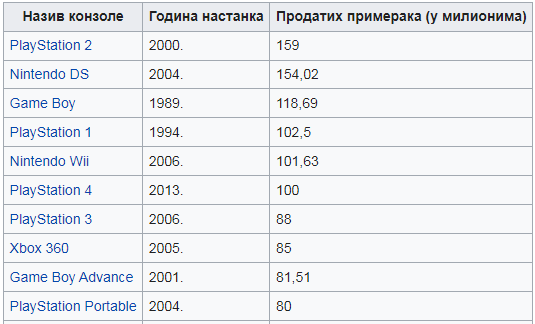 Назив конзоле Година настанка Продатих примерака (у милионима)
PlayStation 2 2000. 159
Nintendo DS 2004. 154,02
Game Boy 1989. 118,69
PlayStation 1 1994. 102,5
Nintendo Wii 2006. 101,63
PlayStation 4 2013. 100
PlayStation 3 2006. 88
Xbox 360 2005. 85
Game Boy Advance 2001. 81,51
PlayStation Portable 2004. 80